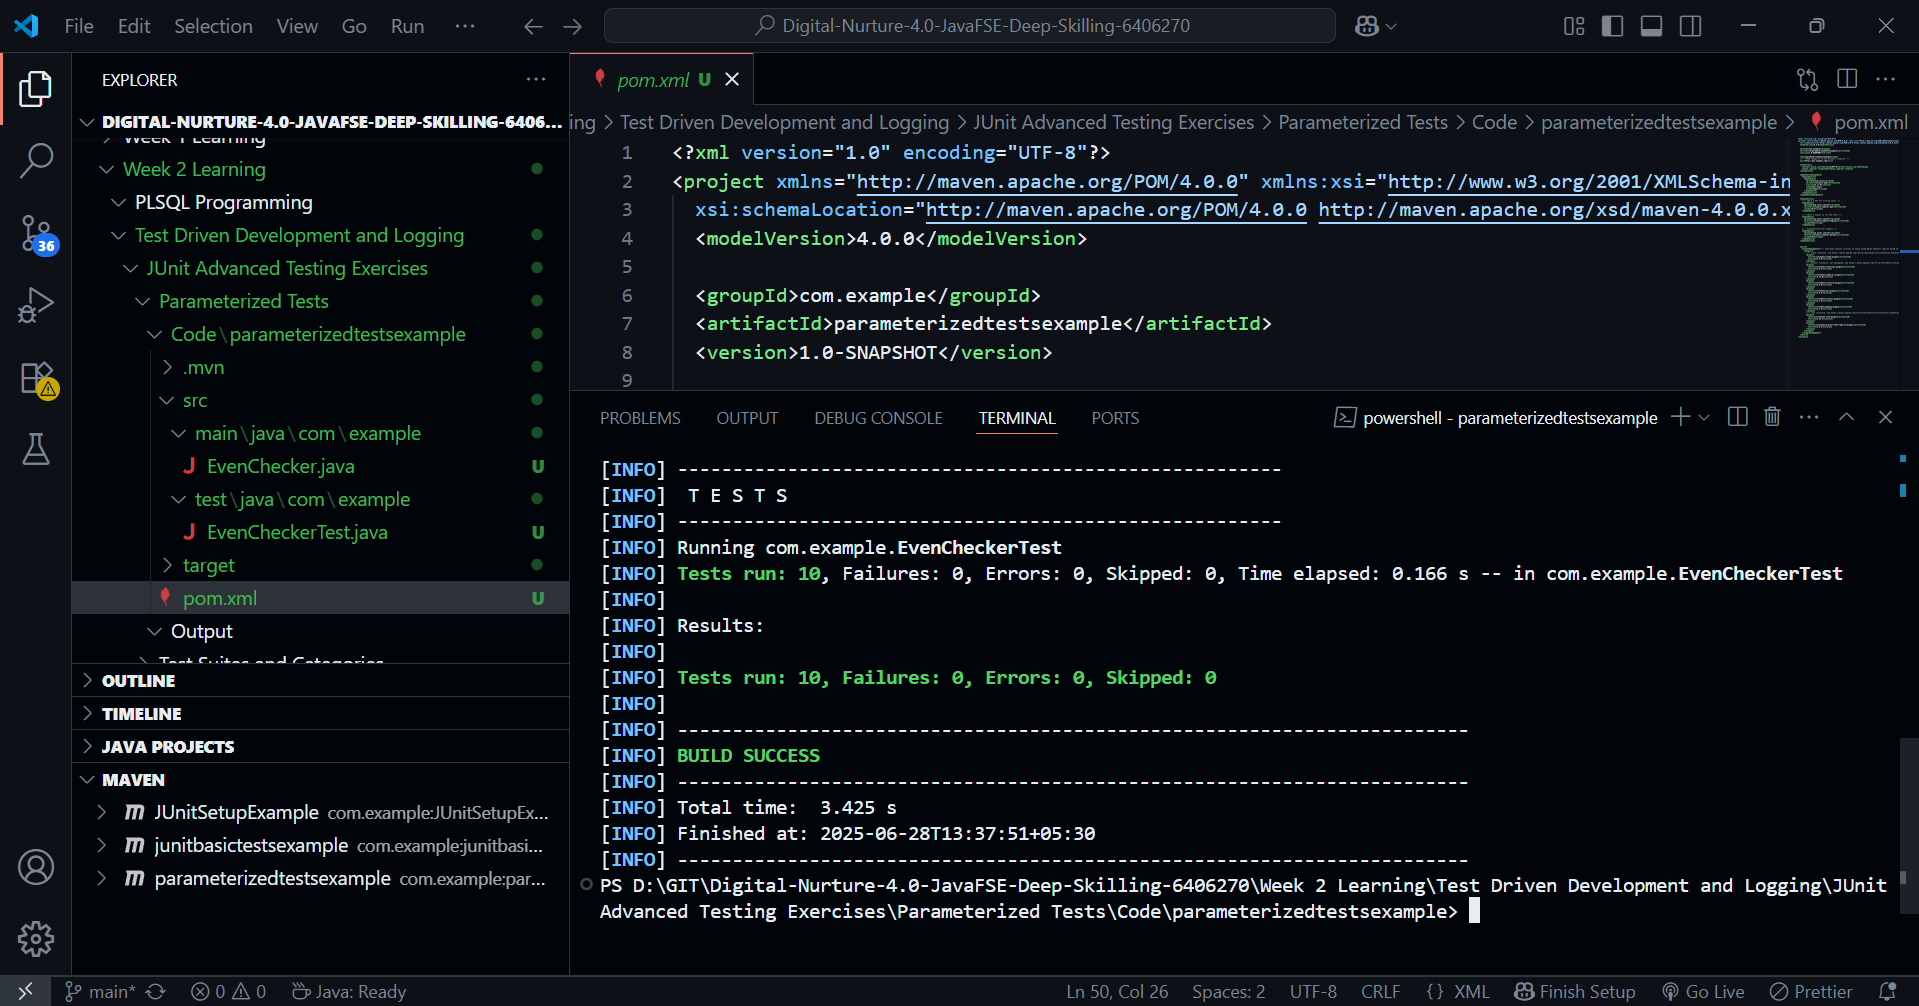 File Edit Selection View Go Run ···
Digital-Nurture-4.0-JavaFSE-Deep-Skilling-6406270
EXPLORER
DIGITAL-NURTURE-4.0-JAVAFSE-DEEP-SKILLING-6406...
Week 1 Learning
Week 2 Learning
PLSQL Programming
Test Driven Development and Logging
JUnit Advanced Testing Exercises
Parameterized Tests
Code\parameterizedtestsexample
.mvn
src
main\java\com\example
EvenChecker.java U
test\java\com\example
EvenCheckerTest.java U
target
pom.xml U
Output
Test Suites and Categories
OUTLINE
TIMELINE
JAVA PROJECTS
MAVEN
JUnitSetupExample com.example:JUnitSetupEx...
junitbasictestsexample com.example:junitbasi...
parameterizedtestsexample com.example:par...
36
pom.xml U
ing > Test Driven Development and Logging > JUnit Advanced Testing Exercises > Parameterized Tests > Code > parameterizedtestsexample > pom.xml
1 <?xml version="1.0" encoding="UTF-8"?>
2 <project xmlns="http://maven.apache.org/POM/4.0.0" xmlns:xsi="http://www.w3.org/2001/XMLSchema-in
3 xsi:schemaLocation="http://maven.apache.org/POM/4.0.0 http://maven.apache.org/xsd/maven-4.0.0.x
4 <modelVersion>4.0.0</modelVersion>
5
6 <groupId>com.example</groupId>
7 <artifactId>parameterizedtestsexample</artifactId>
8 <version>1.0-SNAPSHOT</version>
9
PROBLEMS OUTPUT DEBUG CONSOLE TERMINAL PORTS
powershell - parameterizedtestsexample
[INFO] -------------------------------------------------------
[INFO]  T E S T S
[INFO] -------------------------------------------------------
[INFO] Running com.example.EvenCheckerTest
[INFO] Tests run: 10, Failures: 0, Errors: 0, Skipped: 0, Time elapsed: 0.166 s -- in com.example.EvenCheckerTest
[INFO]
[INFO] Results:
[INFO]
[INFO] Tests run: 10, Failures: 0, Errors: 0, Skipped: 0
[INFO]
[INFO] ------------------------------------------------------------------------
[INFO] BUILD SUCCESS
[INFO] ------------------------------------------------------------------------
[INFO] Total time:  3.425 s
[INFO] Finished at: 2025-06-28T13:37:51+05:30
[INFO] ------------------------------------------------------------------------
PS D:\GIT\Digital-Nurture-4.0-JavaFSE-Deep-Skilling-6406270\Week 2 Learning\Test Driven Development and Logging\JUnit
Advanced Testing Exercises\Parameterized Tests\Code\parameterizedtestsexample>
main* 0 0 Java: Ready Ln 50, Col 26 Spaces: 2 UTF-8 CRLF {} XML Finish Setup Go Live Prettier